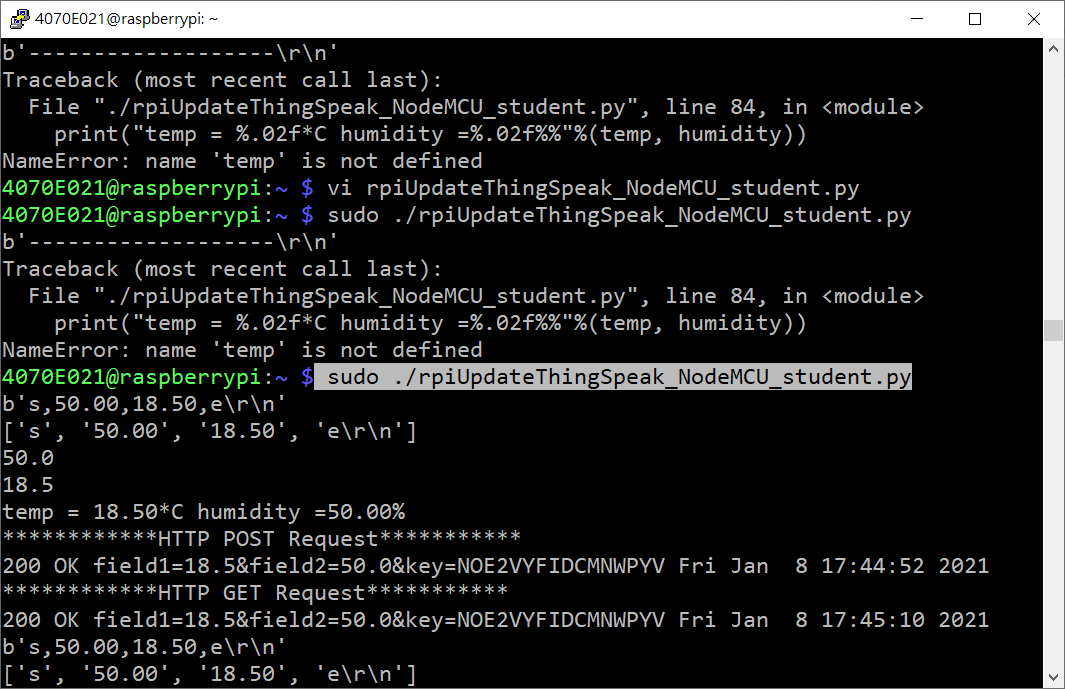 4070E021@raspberrypi: ~
b'-------------------\r\n'
Traceback (most recent call last):
  File "./rpiUpdateThingSpeak_NodeMCU_student.py", line 84, in <module>
    print("temp = %.02f*C humidity =%.02f%%"%(temp, humidity))
NameError: name 'temp' is not defined
4070E021@raspberrypi:~ $ vi rpiUpdateThingSpeak_NodeMCU_student.py
4070E021@raspberrypi:~ $ sudo ./rpiUpdateThingSpeak_NodeMCU_student.py
b'-------------------\r\n'
Traceback (most recent call last):
  File "./rpiUpdateThingSpeak_NodeMCU_student.py", line 84, in <module>
    print("temp = %.02f*C humidity =%.02f%%"%(temp, humidity))
NameError: name 'temp' is not defined
4070E021@raspberrypi:~ $ sudo ./rpiUpdateThingSpeak_NodeMCU_student.py
b's,50.00,18.50,e\r\n'
['s', '50.00', '18.50', 'e\r\n']
50.0
18.5
temp = 18.50*C humidity =50.00%
************HTTP POST Request***********
200 OK field1=18.5&field2=50.0&key=NOE2VYFIDCMNWPYV Fri Jan  8 17:44:52 2021
************HTTP GET Request***********
200 OK field1=18.5&field2=50.0&key=NOE2VYFIDCMNWPYV Fri Jan  8 17:45:10 2021
b's,50.00,18.50,e\r\n'
['s', '50.00', '18.50', 'e\r\n']